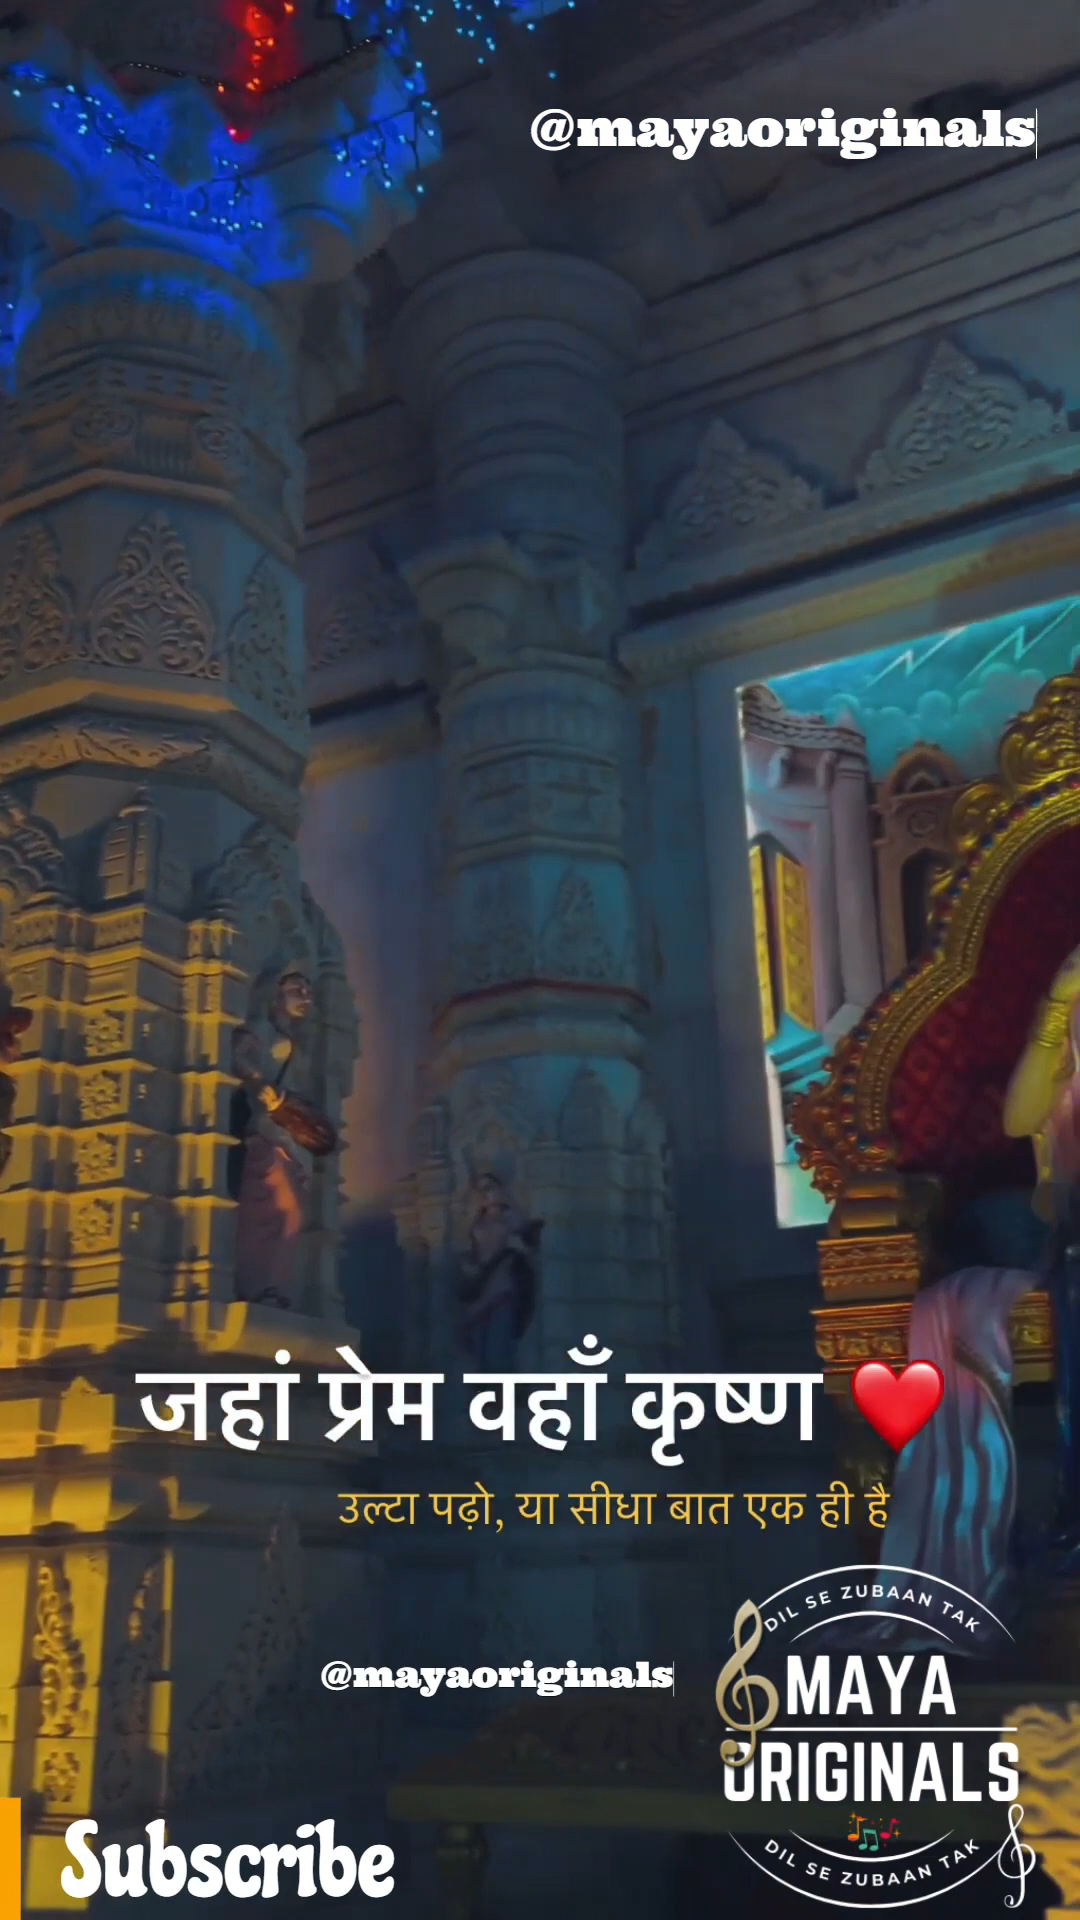 @mayaoriginals
जहां प्रेम वहाँ कृष्ण ❤️
उल्टा पढ़ो, या सीधा बात एक ही है
DIL SE ZUBAAN TAK
@mayaoriginals
MAYA
ORIGINALS
DIL SE ZUBAAN TAK
Subscribe